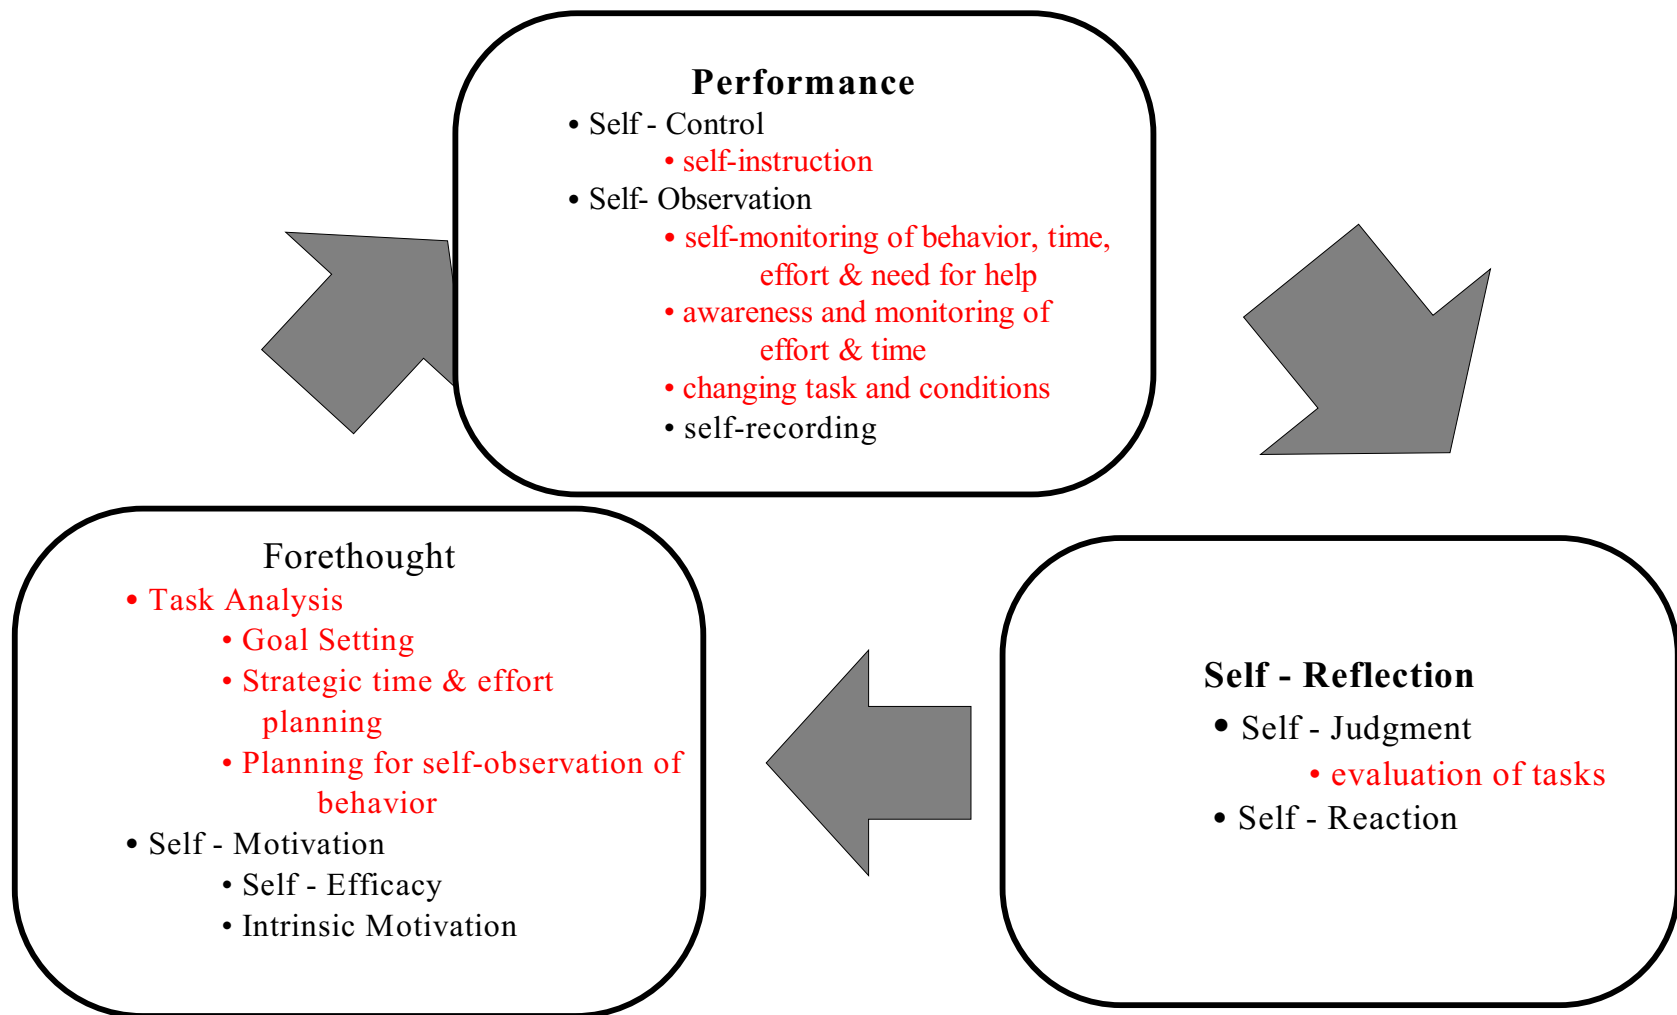 Performance
• Self - Control
• self-instruction
• Self- Observation
• self-monitoring of behavior, time,
effort & need for help
• awareness and monitoring of
effort & time
• changing task and conditions
• self-recording
Forethought
• Task Analysis
• Goal Setting
• Strategic time & effort
planning
• Planning for self-observation of
behavior
• Self - Motivation
• Self - Efficacy
• Intrinsic Motivation
Self - Reflection
• Self - Judgment
• evaluation of tasks
• Self - Reaction